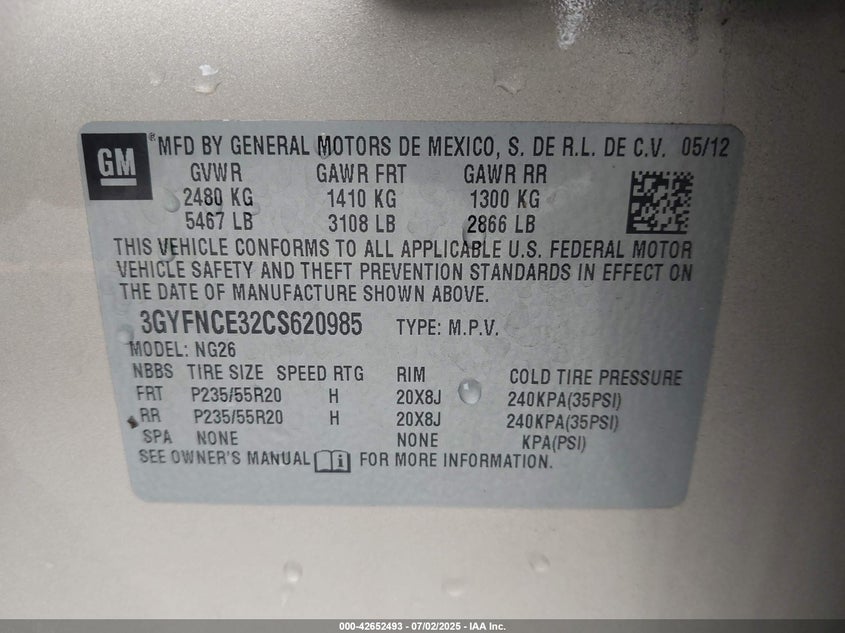 GM
® MFD BY GENERAL MOTORS DE MEXICO, S. DE R.L. DE C.V. 05/12
GVWR GAWR FRT GAWR RR
2480 KG 1410 KG 1300 KG
5467 LB 3108 LB 2866 LB
THIS VEHICLE CONFORMS TO ALL APPLICABLE U.S. FEDERAL MOTOR
VEHICLE SAFETY AND THEFT PREVENTION STANDARDS IN EFFECT ON
THE DATE OF MANUFACTURE SHOWN ABOVE.
3GYFNCE32CS620985 TYPE: M.P.V.
MODEL: NG26
NBBS TIRE SIZE SPEED RTG RIM COLD TIRE PRESSURE
FRT P235/55R20 H 20X8J 240KPA(35PSI)
RR P235/55R20 H 20X8J 240KPA(35PSI)
SPA NONE NONE KPA(PSI)
SEE OWNER'S MANUAL FOR MORE INFORMATION.
000-42652493 - 07/02/2025 - IAA Inc.